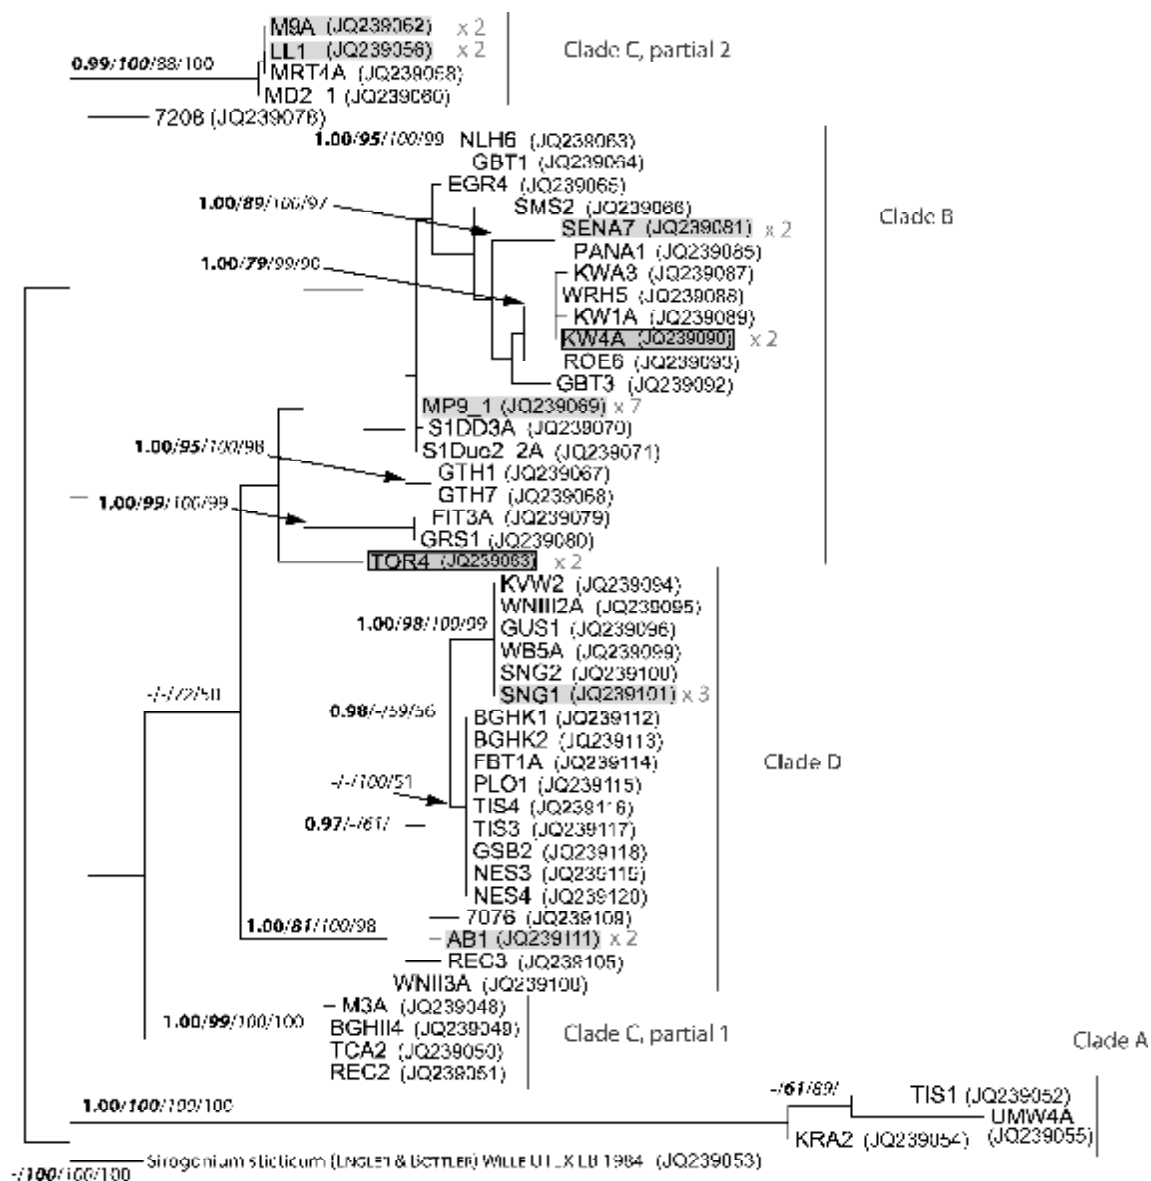 M9A (JQ239062) x 2
LL1 (JQ239056) x 2
Clade C, partial 2
0.99/100/88/100
MRT4A (JQ239058)
MD2_1 (JQ239060)
7208 (JQ239076)
1.00/95/100/99 NLH6 (JQ239063)
GBT1 (JQ239064)
EGR4 (JQ239065)
1.00/89/100/97
SMS2 (JQ239066)
Clade B
SENA7 (JQ239081) x 2
PANA1 (JQ239085)
1.00/79/99/90
KWA3 (JQ239087)
WRH5 (JQ239088)
KW1A (JQ239089)
KW4A (JQ239090) x 2
ROE6 (JQ239093)
GBT3 (JQ239092)
MP9_1 (JQ239069) x 7
S1DD3A (JQ239070)
1.00/95/100/98
S1Due2_2A (JQ239071)
GTH1 (JQ239067)
GTH7 (JQ239068)
1.00/99/100/99
FIT3A (JQ239079)
GRS1 (JQ239080)
TOR4 (JQ239083) x 2
KVW2 (JQ239094)
WNIII2A (JQ239095)
1.00/98/100/99
GUS1 (JQ239096)
WB5A (JQ239099)
SNG2 (JQ239100)
-/-/72/50
SNG1 (JQ239101) x 3
0.98/-/59/56
BGHK1 (JQ239112)
BGHK2 (JQ239113)
FBT1A (JQ239114)
Clade D
-/-/100/51
PLO1 (JQ239115)
TIS4 (JQ239116)
0.97/-/61/
TIS3 (JQ239117)
GSB2 (JQ239118)
NES3 (JQ239119)
NES4 (JQ239120)
7076 (JQ239109)
1.00/81/100/98
AB1 (JQ239111) x 2
REC3 (JQ239105)
WNII3A (JQ239108)
M3A (JQ239048)
1.00/99/100/100
BGHII4 (JQ239049)
Clade C, partial 1
Clade A
TCA2 (JQ239050)
REC2 (JQ239051)
-/61/89/
TIS1 (JQ239052)
1.00/100/100/100
UMW4A
KRA2 (JQ239054) (JQ239055)
Sirogonium sticticum (ENGLER & BOTTLER) WILLE UTEX LB 1984 (JQ239053)
-/100/100/100